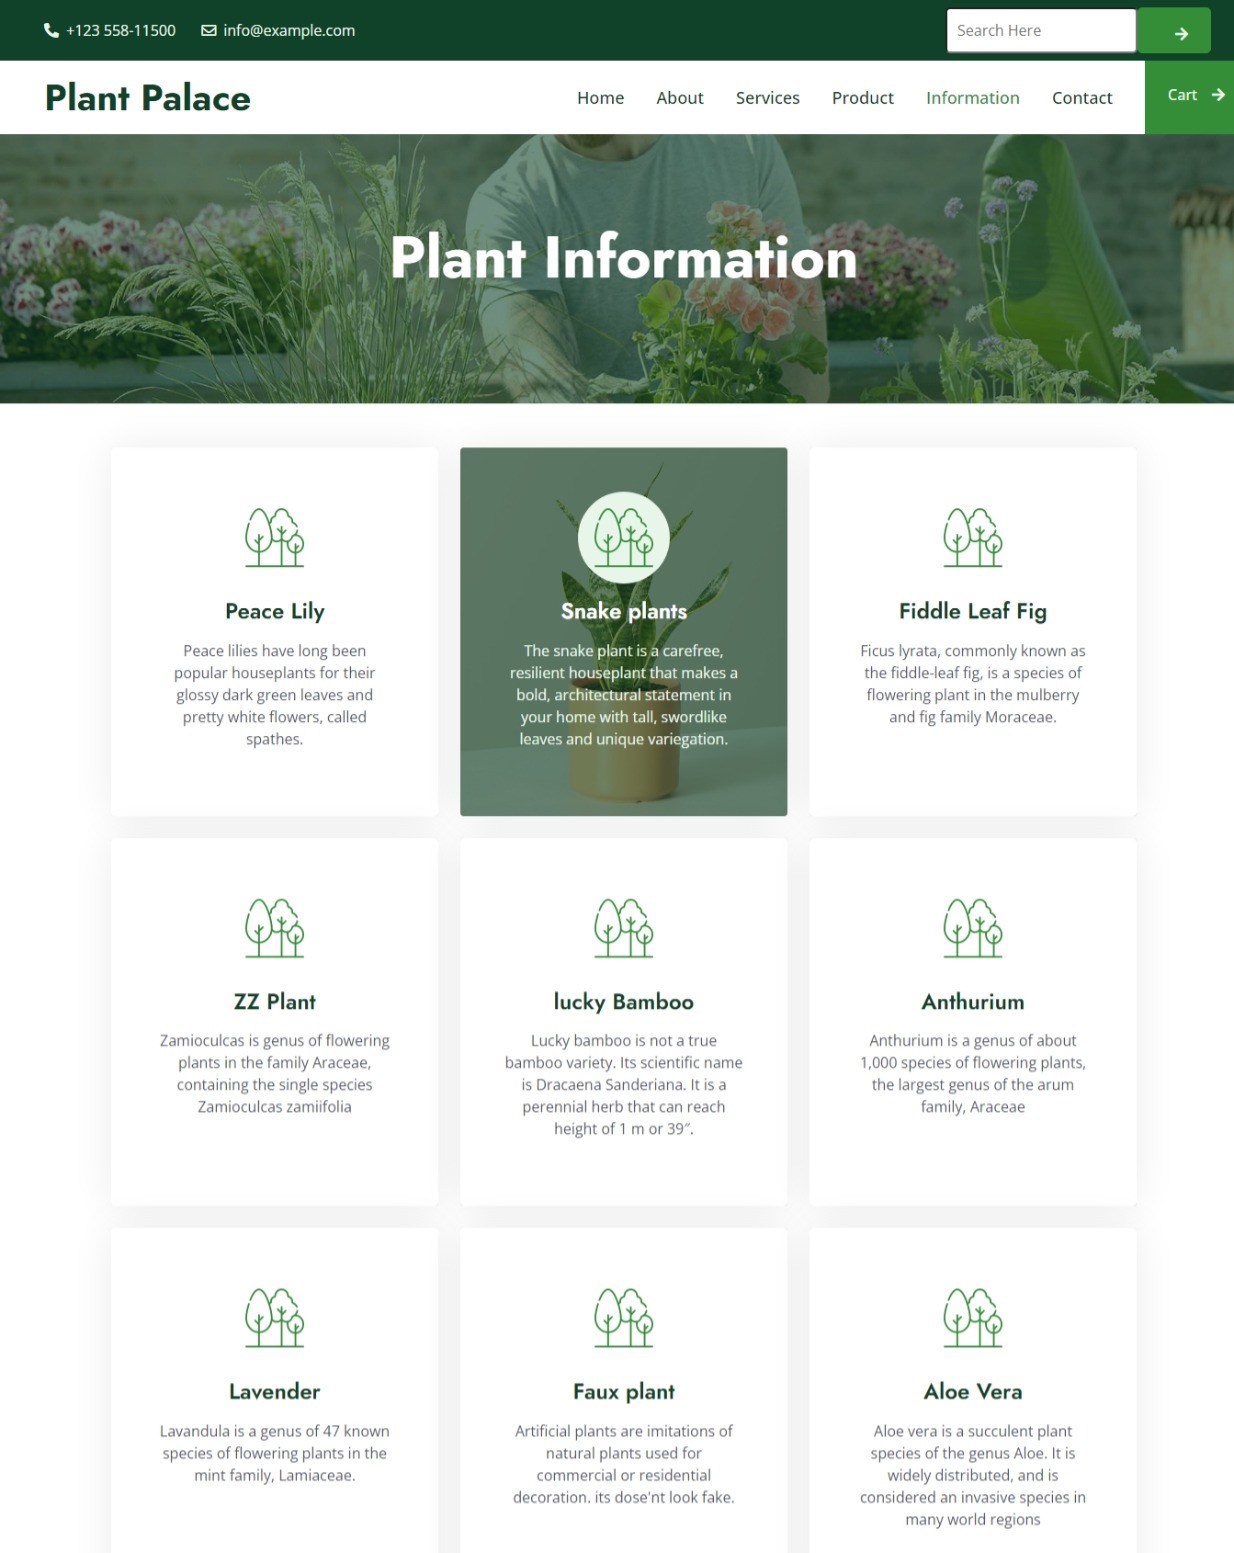 +123 558-11500 info@example.com Search Here
Plant Palace Home About Services Product Information Contact Cart
Plant Information
Peace Lily
Peace lilies have long been
popular houseplants for their
glossy dark green leaves and
pretty white flowers, called
spathes.
Snake plants
The snake plant is a carefree,
resilient houseplant that makes a
bold, architectural statement in
your home with tall, swordlike
leaves and unique variegation.
Fiddle Leaf Fig
Ficus lyrata, commonly known as
the fiddle-leaf fig, is a species of
flowering plant in the mulberry
and fig family Moraceae.
ZZ Plant
Zamioculcas is genus of flowering
plants in the family Araceae,
containing the single species
Zamioculcas zamiifolia
lucky Bamboo
Lucky bamboo is not a true
bamboo variety. Its scientific name
is Dracaena Sanderiana. It is a
perennial herb that can reach
height of 1 m or 39″.
Anthurium
Anthurium is a genus of about
1,000 species of flowering plants,
the largest genus of the arum
family, Araceae
Lavender
Lavandula is a genus of 47 known
species of flowering plants in the
mint family, Lamiaceae.
Faux plant
Artificial plants are imitations of
natural plants used for
commercial or residential
decoration. its dose'nt look fake.
Aloe Vera
Aloe vera is a succulent plant
species of the genus Aloe. It is
widely distributed, and is
considered an invasive species in
many world regions